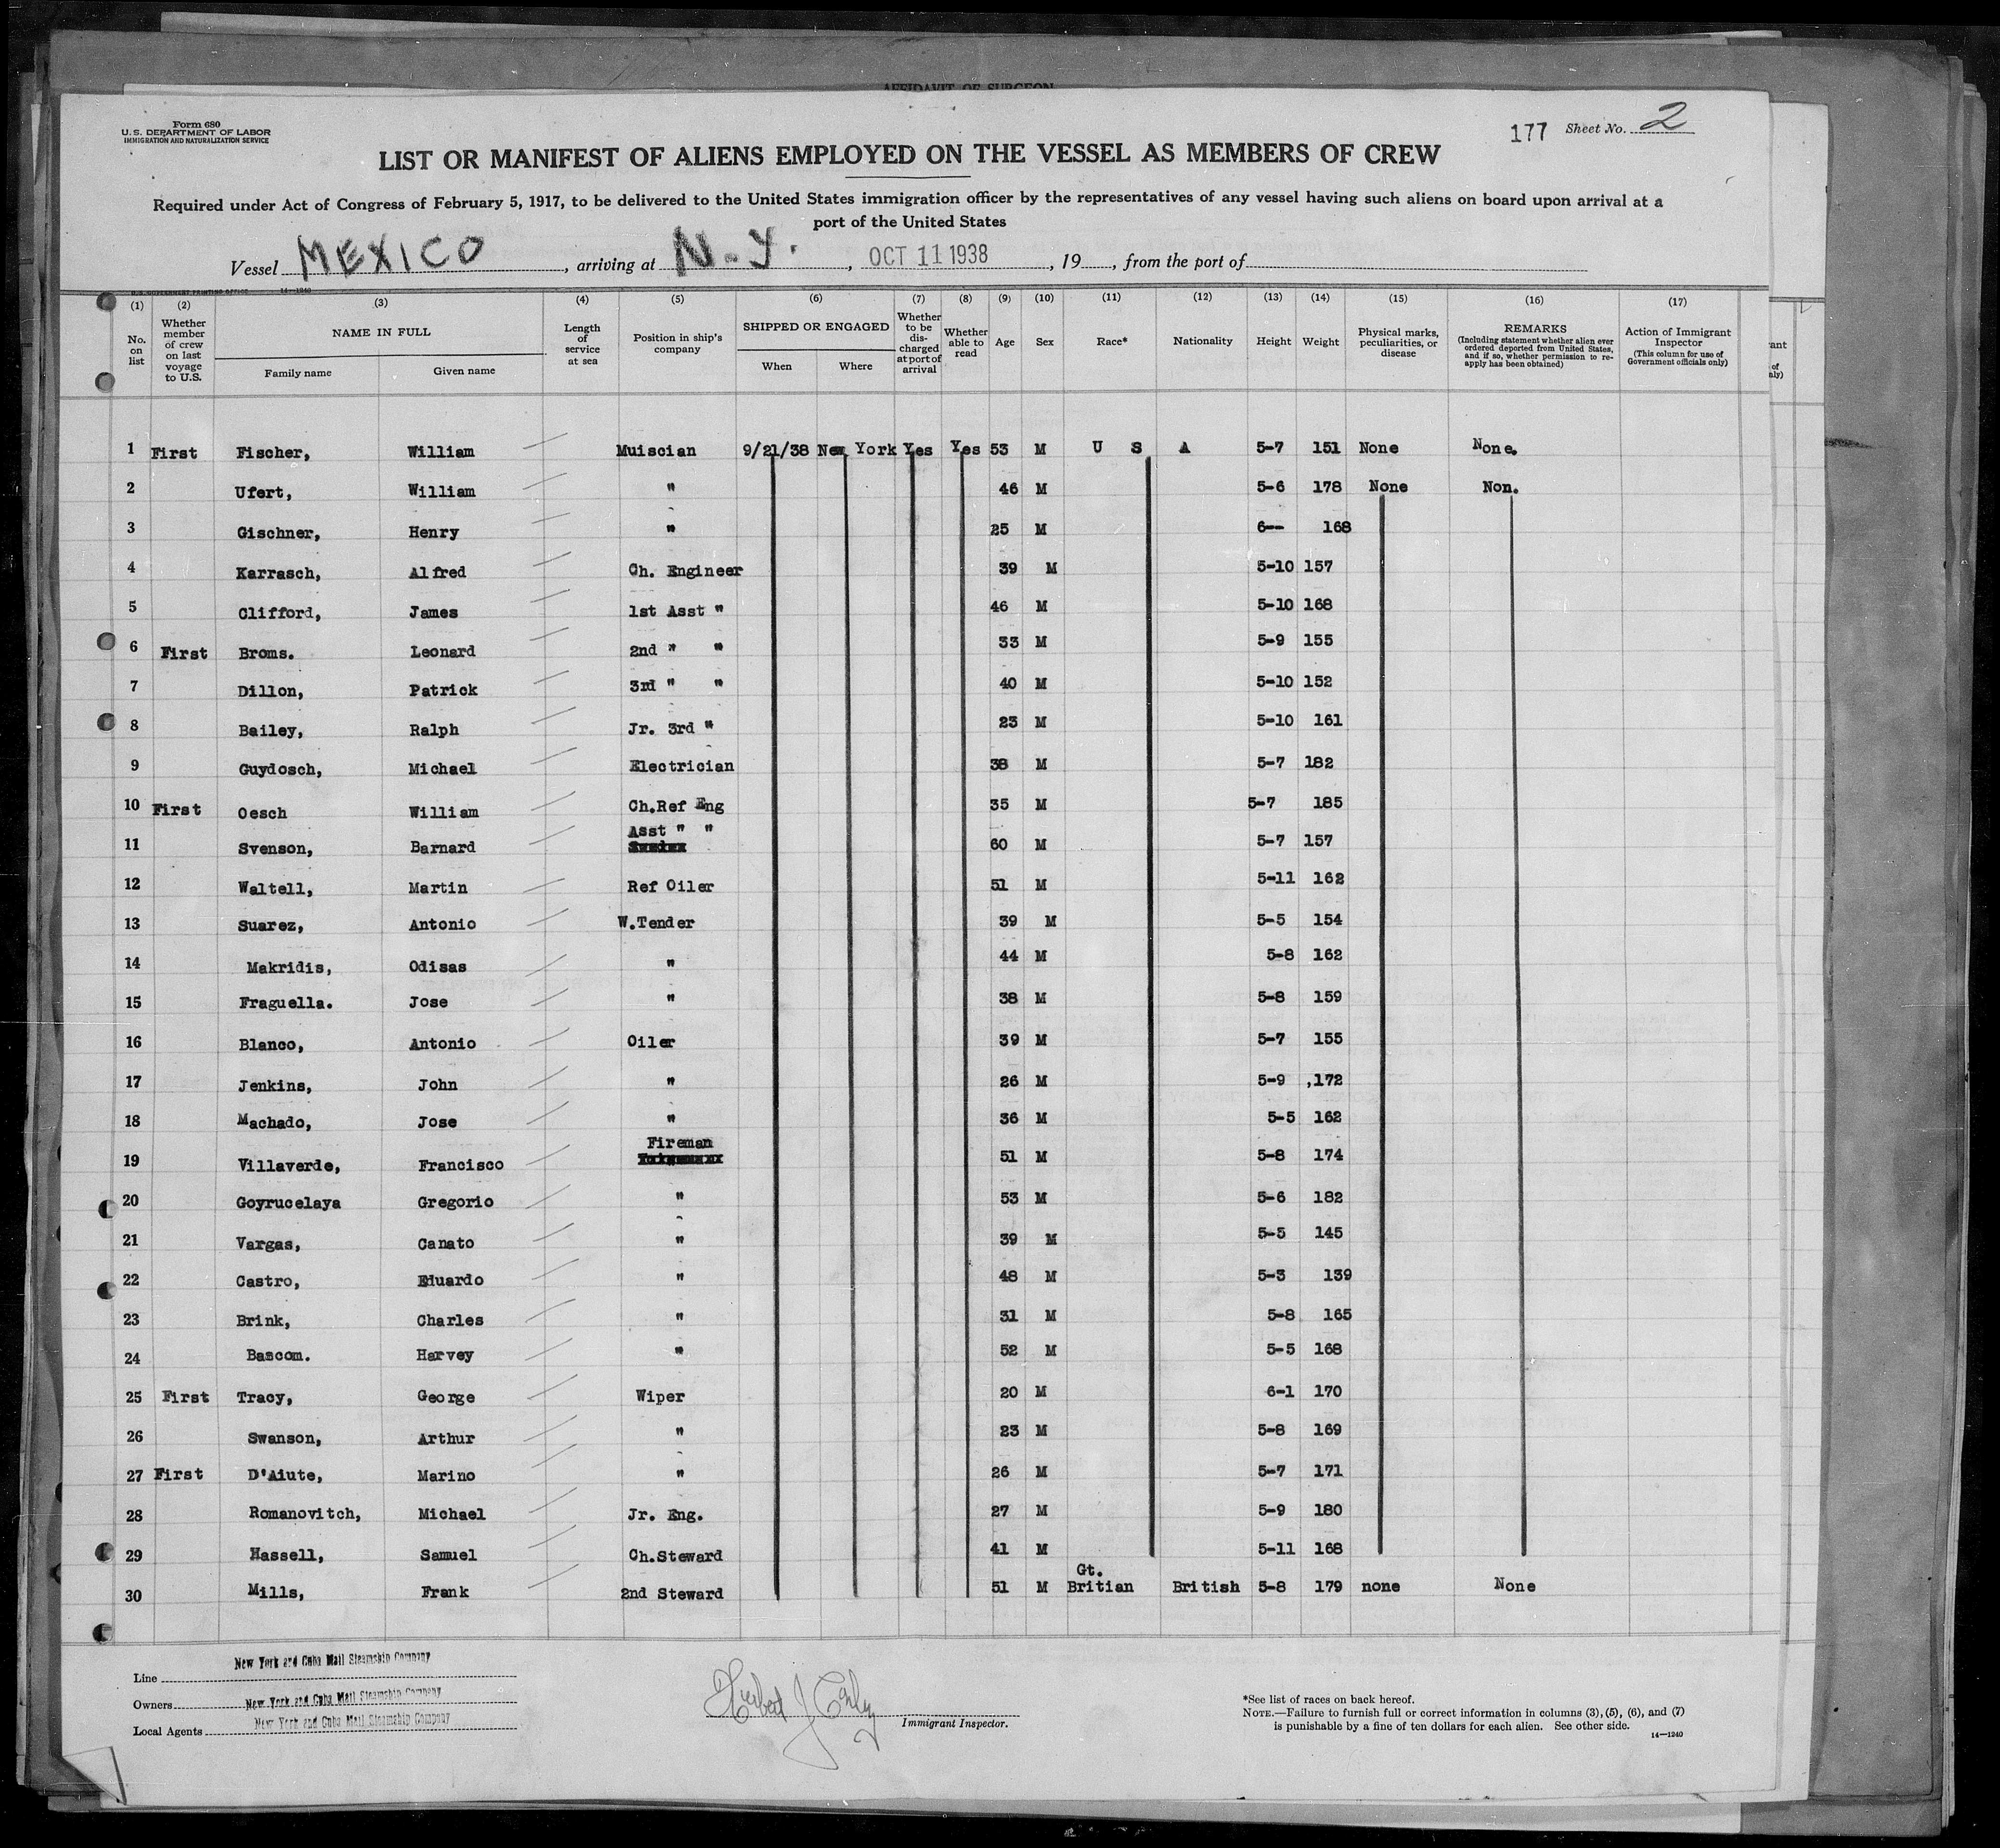 AFFIDAVIT OF SURGEON
Form 680
U. S. DEPARTMENT OF LABOR
IMMIGRATION AND NATURALIZATION SERVICE
177 Sheet No. 2
LIST OR MANIFEST OF ALIENS EMPLOYED ON THE VESSEL AS MEMBERS OF CREW
Required under Act of Congress of February 5, 1917, to be delivered to the United States immigration officer by the representatives of any vessel having such aliens on board upon arrival at a
port of the United States
Vessel MEXICO, arriving at N.Y., OCT 11 1938, 19, from the port of
U.S. GOVERNMENT PRINTING OFFICE 14—1240
(1) (2) (3) (4) (5) (6) (7) (8) (9) (10) (11) (12) (13) (14) (15) (16) (17)
No. on list
Whether member of crew on last voyage to U.S.
NAME IN FULL
Family name Given name
Length of service at sea
Position in ship's company
SHIPPED OR ENGAGED
When Where
Whether to be discharged at port of arrival
Whether able to read
Age Sex Race* Nationality Height Weight
Physical marks, peculiarities, or disease
REMARKS
(Including statement whether alien ever ordered deported from United States, and if so, whether permission to reapply has been obtained)
Action of Immigrant Inspector
(This column for use of Government officials only)
1 First Fischer, William Muiscian 9/21/38 New York Yes Yes 53 M U S A 5-7 151 None None.
2 Ufert, William " 46 M 5-6 178 None Non.
3 Gischner, Henry " 25 M 6-- 168
4 Karrasch, Alfred Ch. Engineer 39 M 5-10 157
5 Clifford, James 1st Asst " 46 M 5-10 168
6 First Broms. Leonard 2nd " " 33 M 5-9 155
7 Dillon, Patrick 3rd " " 40 M 5-10 152
8 Bailey, Ralph Jr. 3rd " 23 M 5-10 161
9 Guydosch, Michael Electrician 38 M 5-7 182
10 First Oesch William Ch.Ref Eng 35 M 5-7 185
11 Svenson, Barnard Asst " " 60 M 5-7 157
12 Waltell, Martin Ref Oiler 51 M 5-11 162
13 Suarez, Antonio W.Tender 39 M 5-5 154
14 Makridis, Odisas " 44 M 5-8 162
15 Fraguella. Jose " 38 M 5-8 159
16 Blanco, Antonio Oiler 39 M 5-7 155
17 Jenkins, John " 26 M 5-9 ,172
18 Machado, Jose " 36 M 5-5 162
19 Villaverde, Francisco Fireman 51 M 5-8 174
20 Goyrucelaya Gregorio " 53 M 5-6 182
21 Vargas, Canato " 39 M 5-5 145
22 Castro, Eduardo " 48 M 5-3 139
23 Brink, Charles " 31 M 5-8 165
24 Bascom. Harvey " 52 M 5-5 168
25 First Tracy, George Wiper 20 M 6-1 170
26 Swanson, Arthur " 23 M 5-8 169
27 First D'Aiute, Marino " 26 M 5-7 171
28 Romanovitch, Michael Jr. Eng. 27 M 5-9 180
29 Hassell, Samuel Ch.Steward 41 M 5-11 168
30 Mills, Frank 2nd Steward 51 M Gt. Britian British 5-8 179 none None
Line New York and Cuba Mail Steamship Company
Owners New York and Cuba Mail Steamship Company
Local Agents New York and Cuba Mail Steamship Company
Immigrant Inspector.
*See list of races on back hereof.
NOTE.—Failure to furnish full or correct information in columns (3), (5), (6), and (7)
is punishable by a fine of ten dollars for each alien. See other side.
14—1240